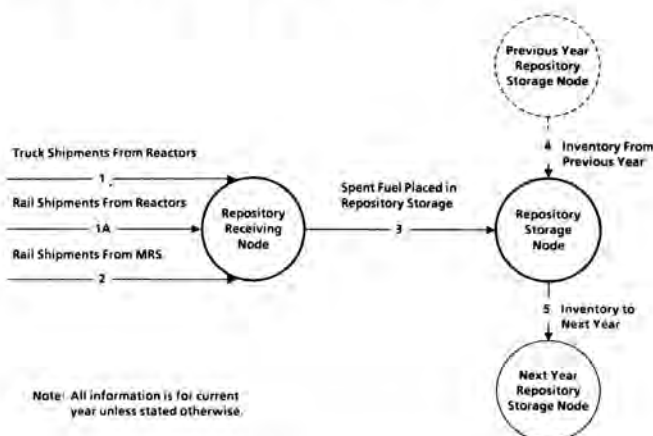 Previous Year
Repository
Storage Node
4 Inventory From
Previous Year
Truck Shipments From Reactors
1
Rail Shipments From Reactors
1A
Rail Shipments From MRS
2
Repository
Receiving
Node
Spent Fuel Placed in
Repository Storage
3
Repository
Storage
Node
5 Inventory to
Next Year
Next Year
Repository
Storage Node
Note: All information is for current
year unless stated otherwise.